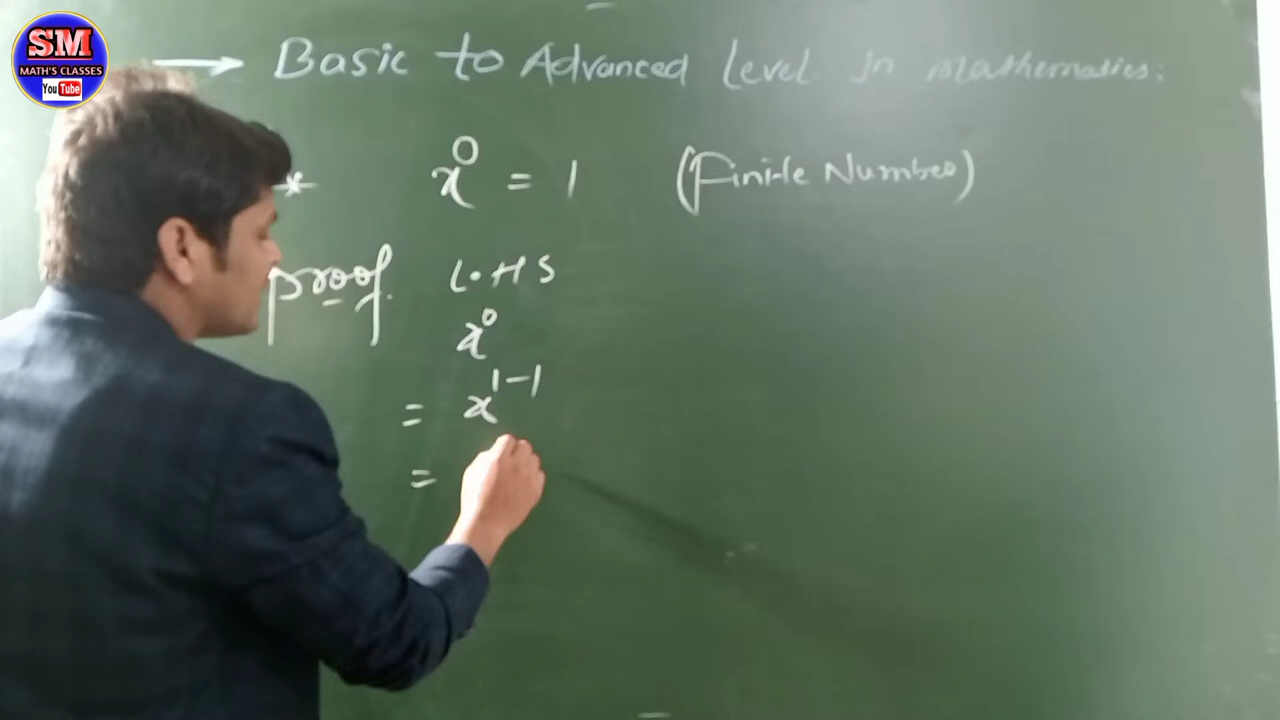 SM
MATH'S CLASSES
YouTube
→ Basic to Advanced Level In mathematics:
* x⁰ = 1 (Finite Number)
proof. L.H S
x⁰
= x¹⁻¹
=